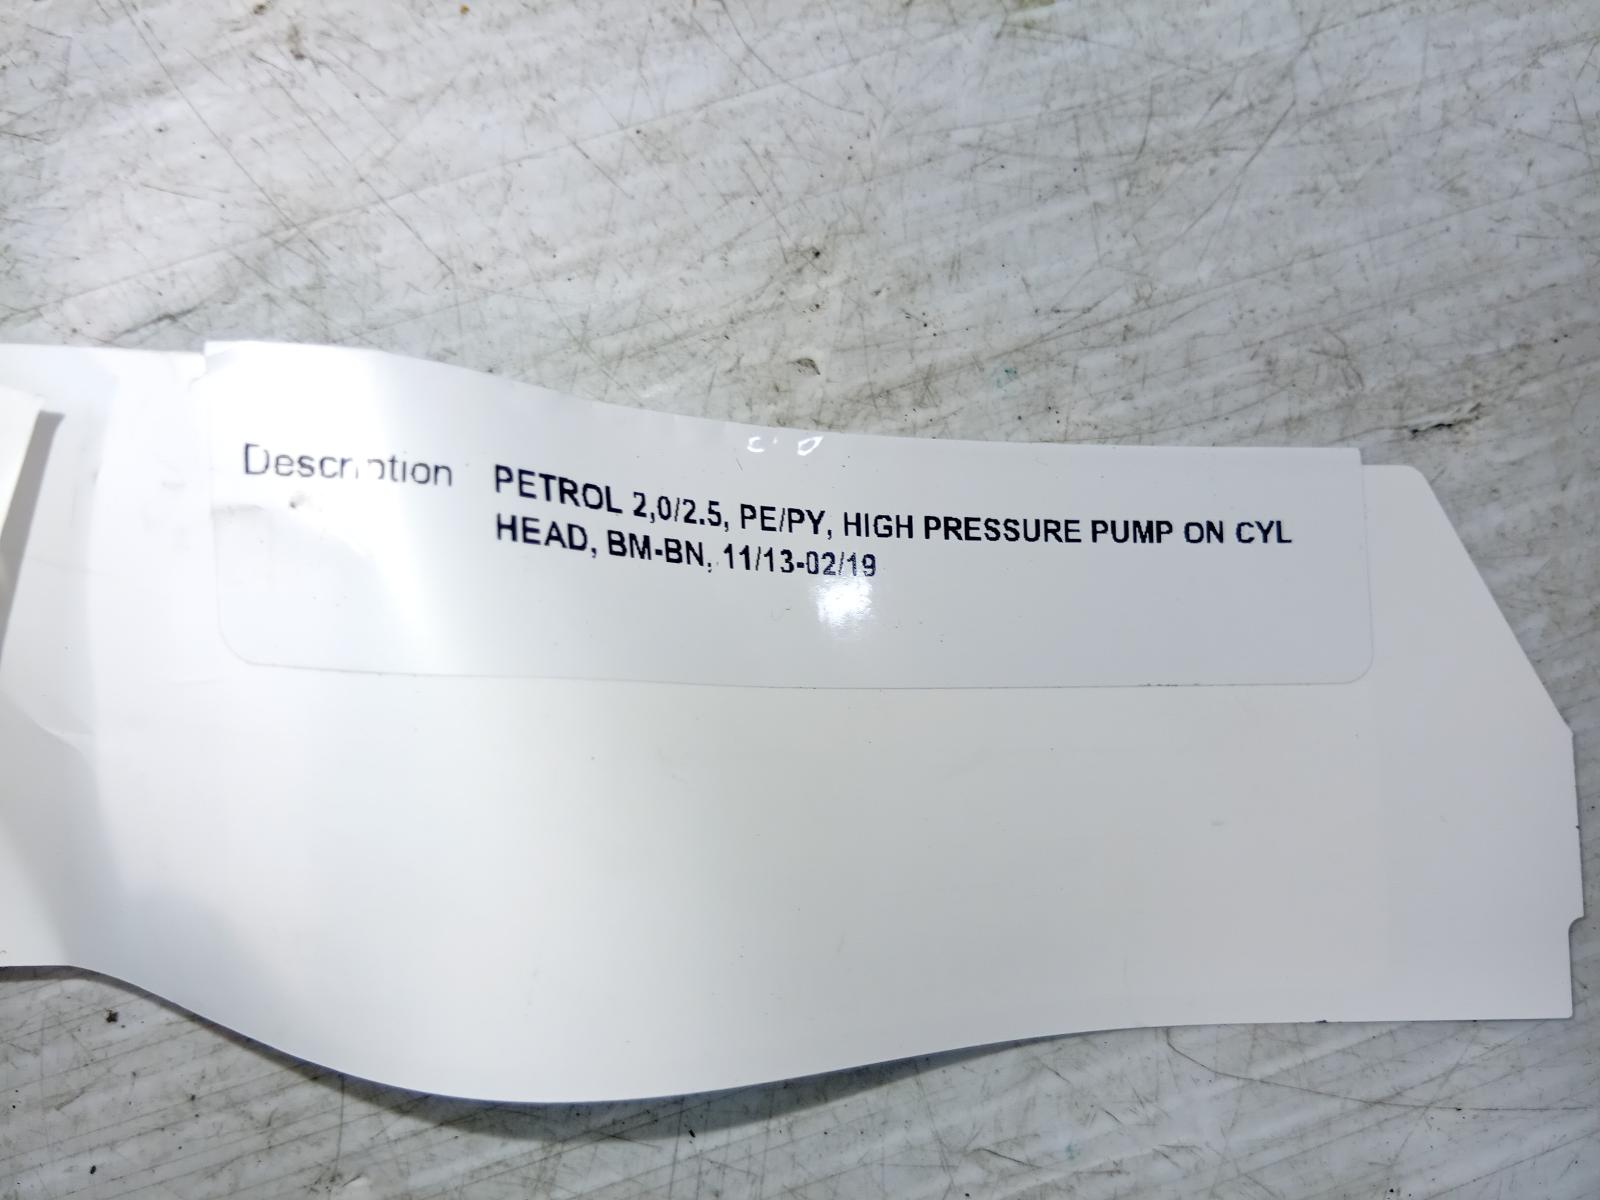 Description PETROL 2,0/2.5, PE/PY, HIGH PRESSURE PUMP ON CYL
HEAD, BM-BN, 11/13-02/19